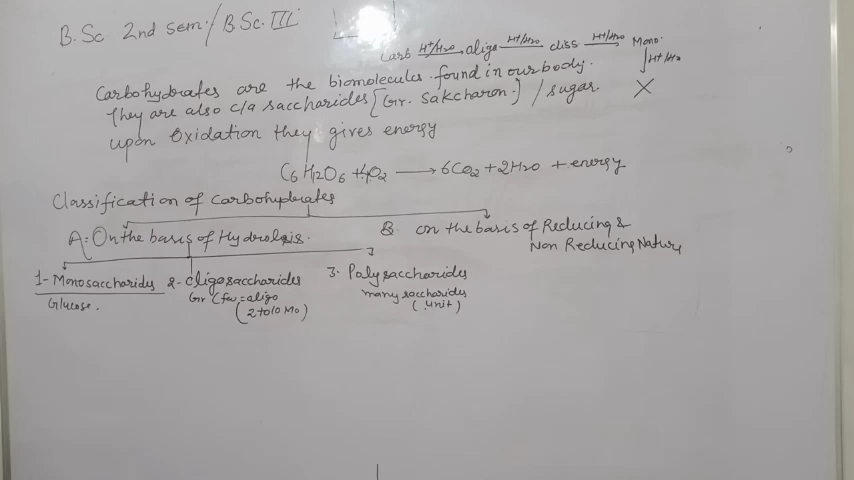 B.Sc 2nd sem./ B.Sc. III
Carb H+/H2O → oligo H+/H2O → diss H+/H2O → Mono.
↓ H+/H2O
X
Carbohydrates are the biomolecules found in our body.
They are also c/a saccharides [Gr. Sakcharon.] / sugar.
upon Oxidation they gives energy
C6H12O6 + O2 → 6CO2 + 2H2O + energy
Classification of Carbohydrates
A. On the basis of Hydrolsis.
B. on the basis of Reducing &
Non Reducing Nature
1- Monosaccharides
Glucose.
2- oligosaccharides
Gr (few = oligo
(2 to 10 Mo)
3. Polysaccharides
many saccharides
(unit)